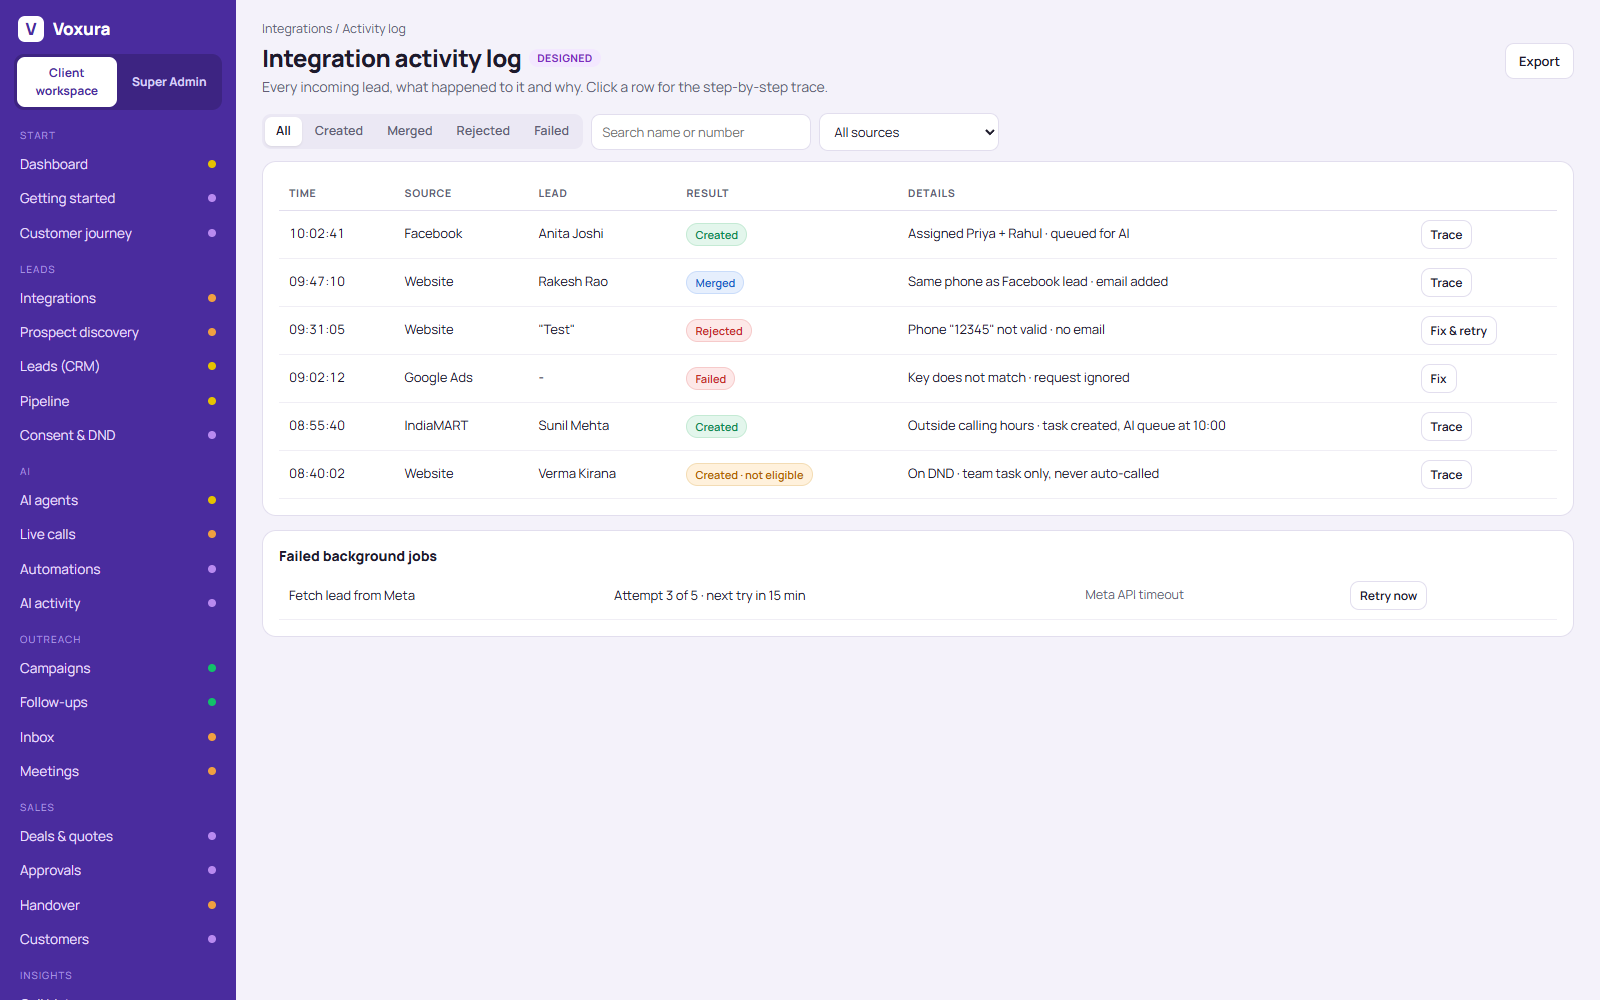 V Voxura
Client workspace
Super Admin
START
Dashboard
Getting started
Customer journey
LEADS
Integrations
Prospect discovery
Leads (CRM)
Pipeline
Consent & DND
AI
AI agents
Live calls
Automations
AI activity
OUTREACH
Campaigns
Follow-ups
Inbox
Meetings
SALES
Deals & quotes
Approvals
Handover
Customers
INSIGHTS
Integrations / Activity log
Integration activity log DESIGNED
Every incoming lead, what happened to it and why. Click a row for the step-by-step trace.
Export
All Created Merged Rejected Failed Search name or number All sources
TIME SOURCE LEAD RESULT DETAILS
10:02:41 Facebook Anita Joshi Created Assigned Priya + Rahul · queued for AI Trace
09:47:10 Website Rakesh Rao Merged Same phone as Facebook lead · email added Trace
09:31:05 Website "Test" Rejected Phone "12345" not valid · no email Fix & retry
09:02:12 Google Ads - Failed Key does not match · request ignored Fix
08:55:40 IndiaMART Sunil Mehta Created Outside calling hours · task created, AI queue at 10:00 Trace
08:40:02 Website Verma Kirana Created · not eligible On DND · team task only, never auto-called Trace
Failed background jobs
Fetch lead from Meta Attempt 3 of 5 · next try in 15 min Meta API timeout Retry now